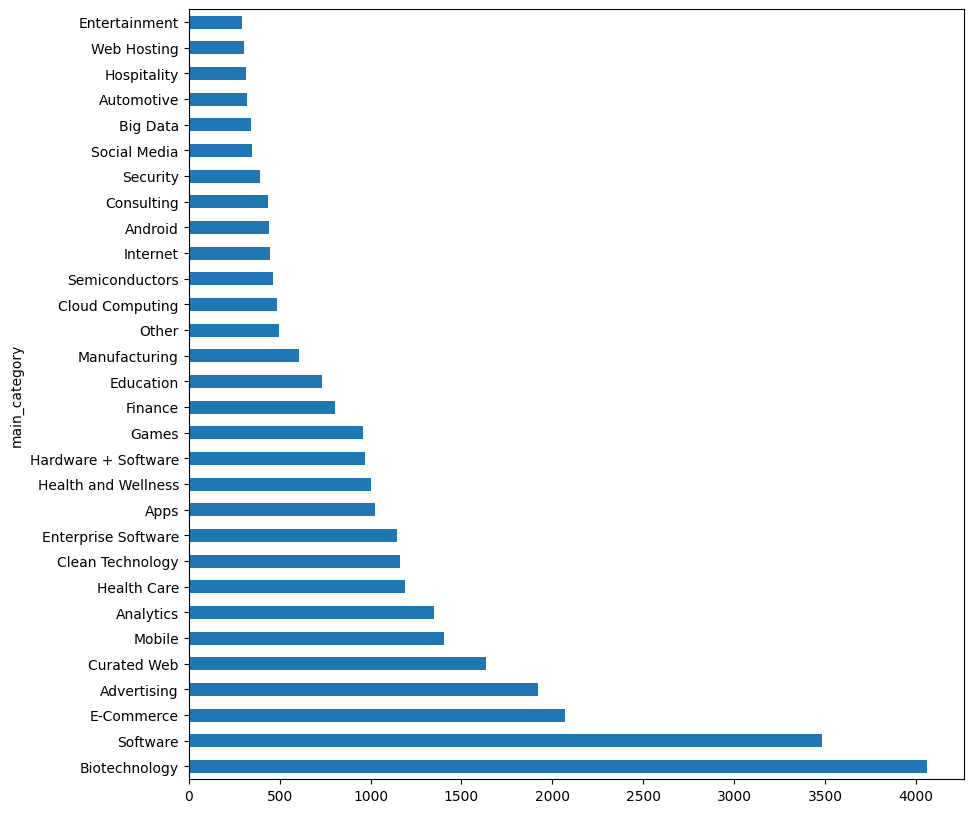 Entertainment
Web Hosting
Hospitality
Automotive
Big Data
Social Media
Security
Consulting
Android
Internet
Semiconductors
Cloud Computing
Other
Manufacturing
Education
Finance
Games
Hardware + Software
Health and Wellness
Apps
Enterprise Software
Clean Technology
Health Care
Analytics
Mobile
Curated Web
Advertising
E-Commerce
Software
Biotechnology
main_category
0 500 1000 1500 2000 2500 3000 3500 4000